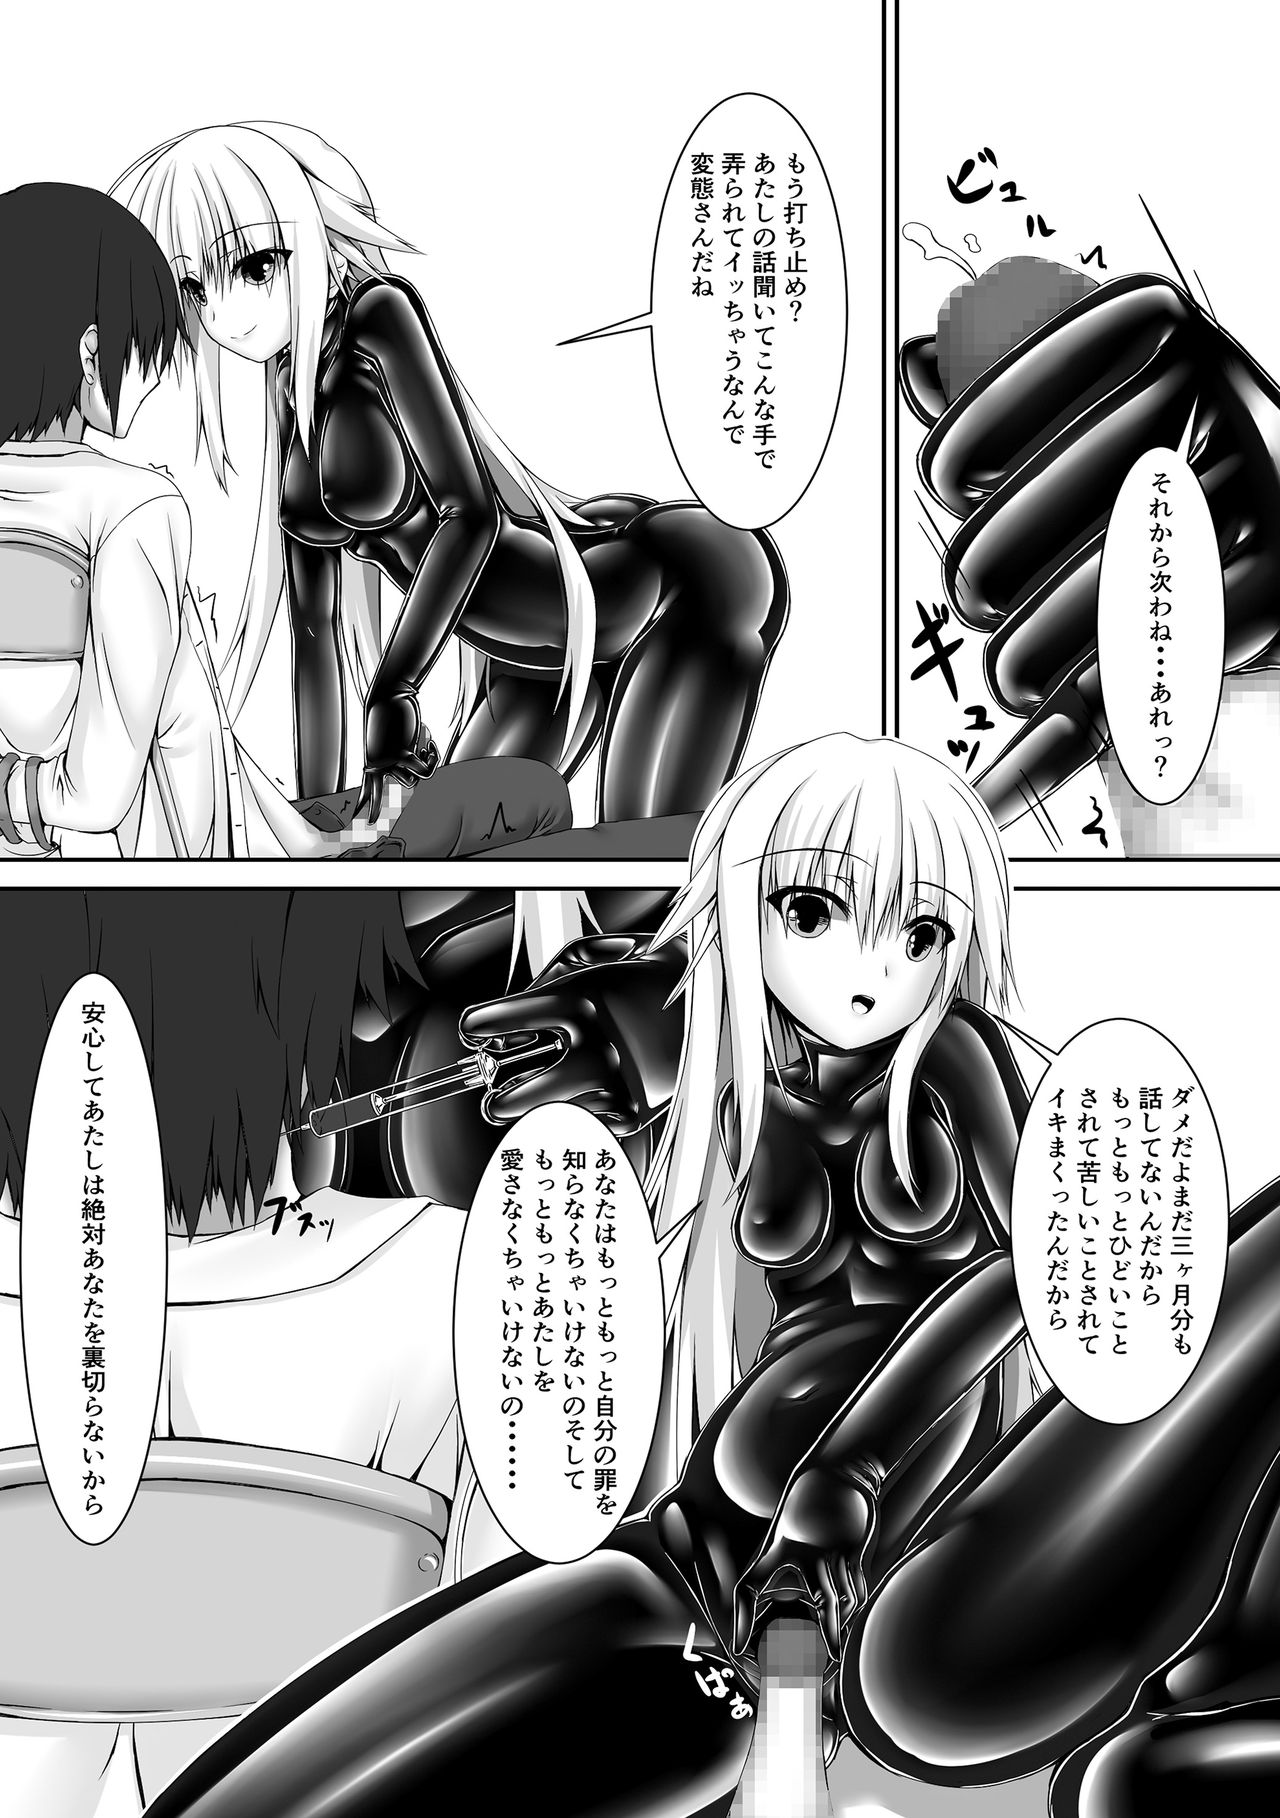 ビュル
それから次わね・・・あれっ？
ギュッ
もう打ち止め？
あたしの話聞いてこんな手で
弄られてイッちゃうなんて
変態さんだね
ダメだよまだ三ヶ月分も
話してないんだから
もっともっとひどいこと
されて苦しいことされて
イキまくったんだから
あなたはもっともっと自分の罪を
知らなくちゃいけないのそして
もっともっとあたしを
愛さなくちゃいけないの・・・・・・
くぱぁ
ブスッ
安心してあたしは絶対あなたを裏切らないから